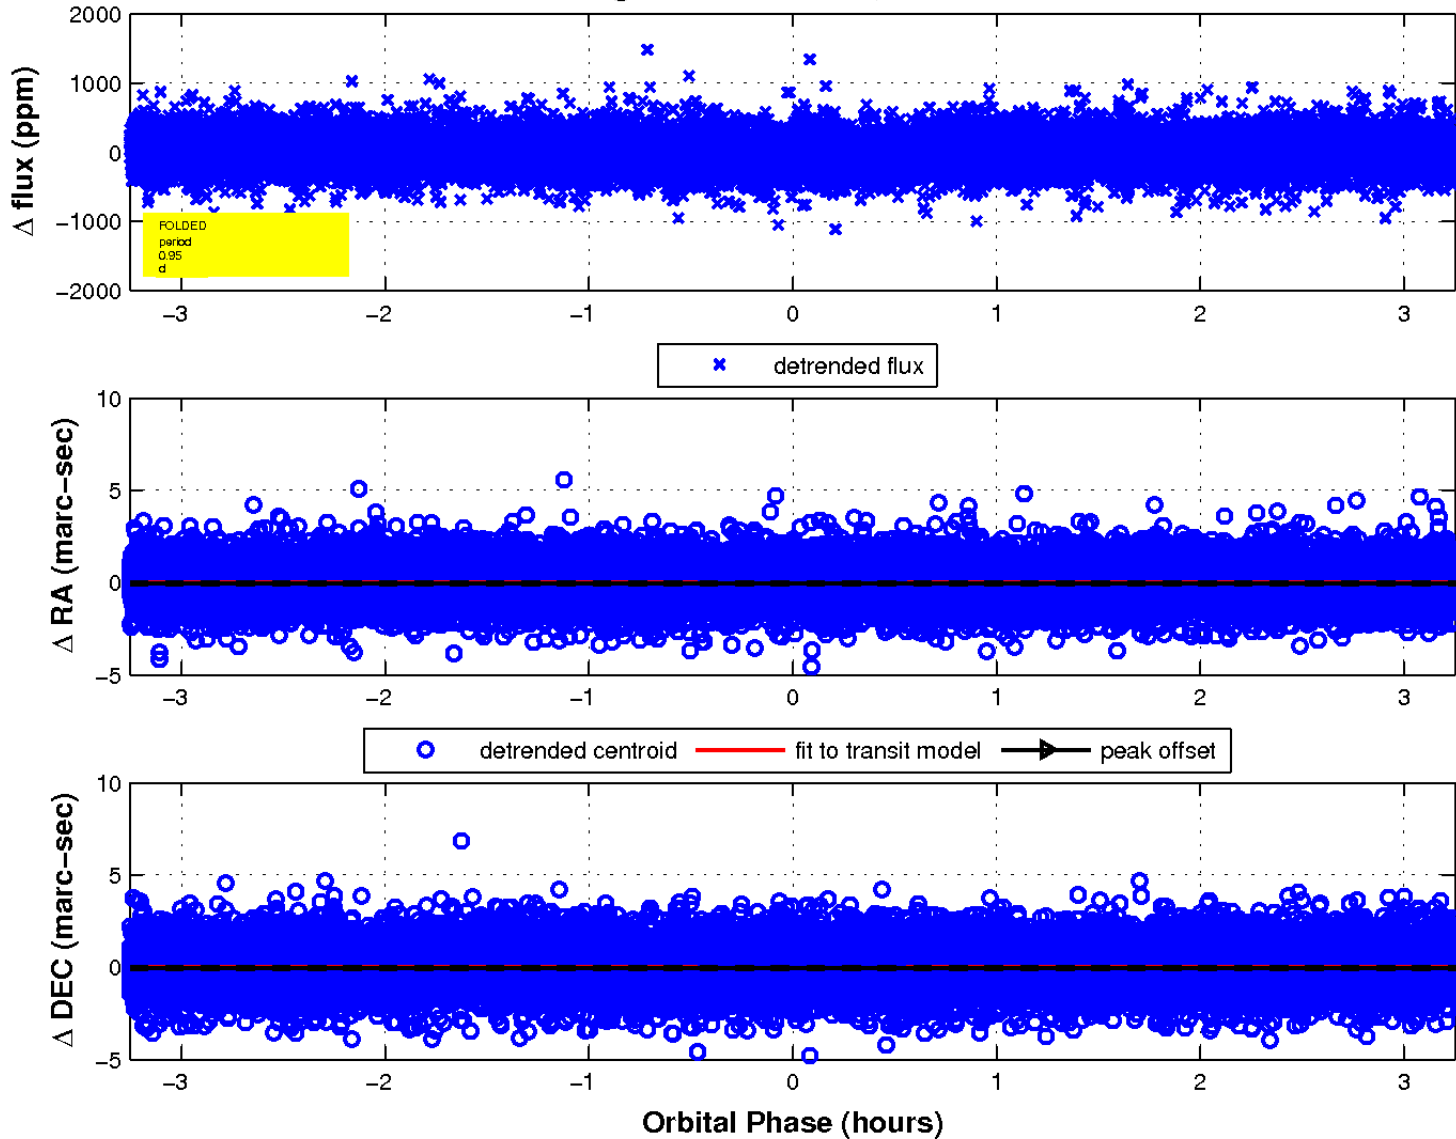 Δ flux (ppm)
2000
1000
0
−1000
−2000
FOLDED
period
0.95
d
−3 −2 −1 0 1 2 3
detrended flux
Δ RA (marc−sec)
10
5
0
−5
−3 −2 −1 0 1 2 3
detrended centroid fit to transit model peak offset
Δ DEC (marc−sec)
10
5
0
−5
−3 −2 −1 0 1 2 3
Orbital Phase (hours)